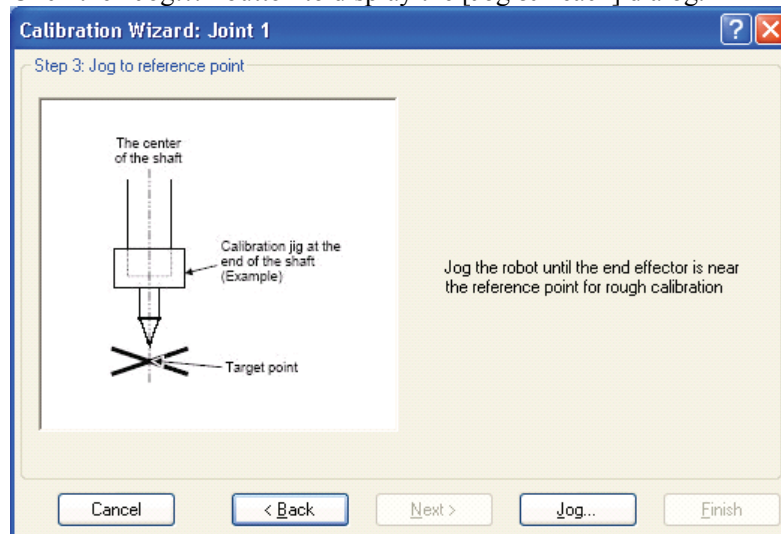 Calibration Wizard: Joint 1
Step 3: Jog to reference point
The center
of the shaft
Calibration jig at the
end of the shaft
(Example)
Target point
Jog the robot until the end effector is near
the reference point for rough calibration
Cancel
< Back
Next >
Jog...
Finish